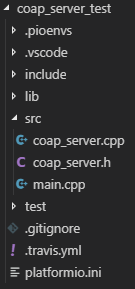 coap_server_test
.pioenvs
.vscode
include
lib
src
coap_server.cpp
coap_server.h
main.cpp
test
.gitignore
.travis.yml
platformio.ini